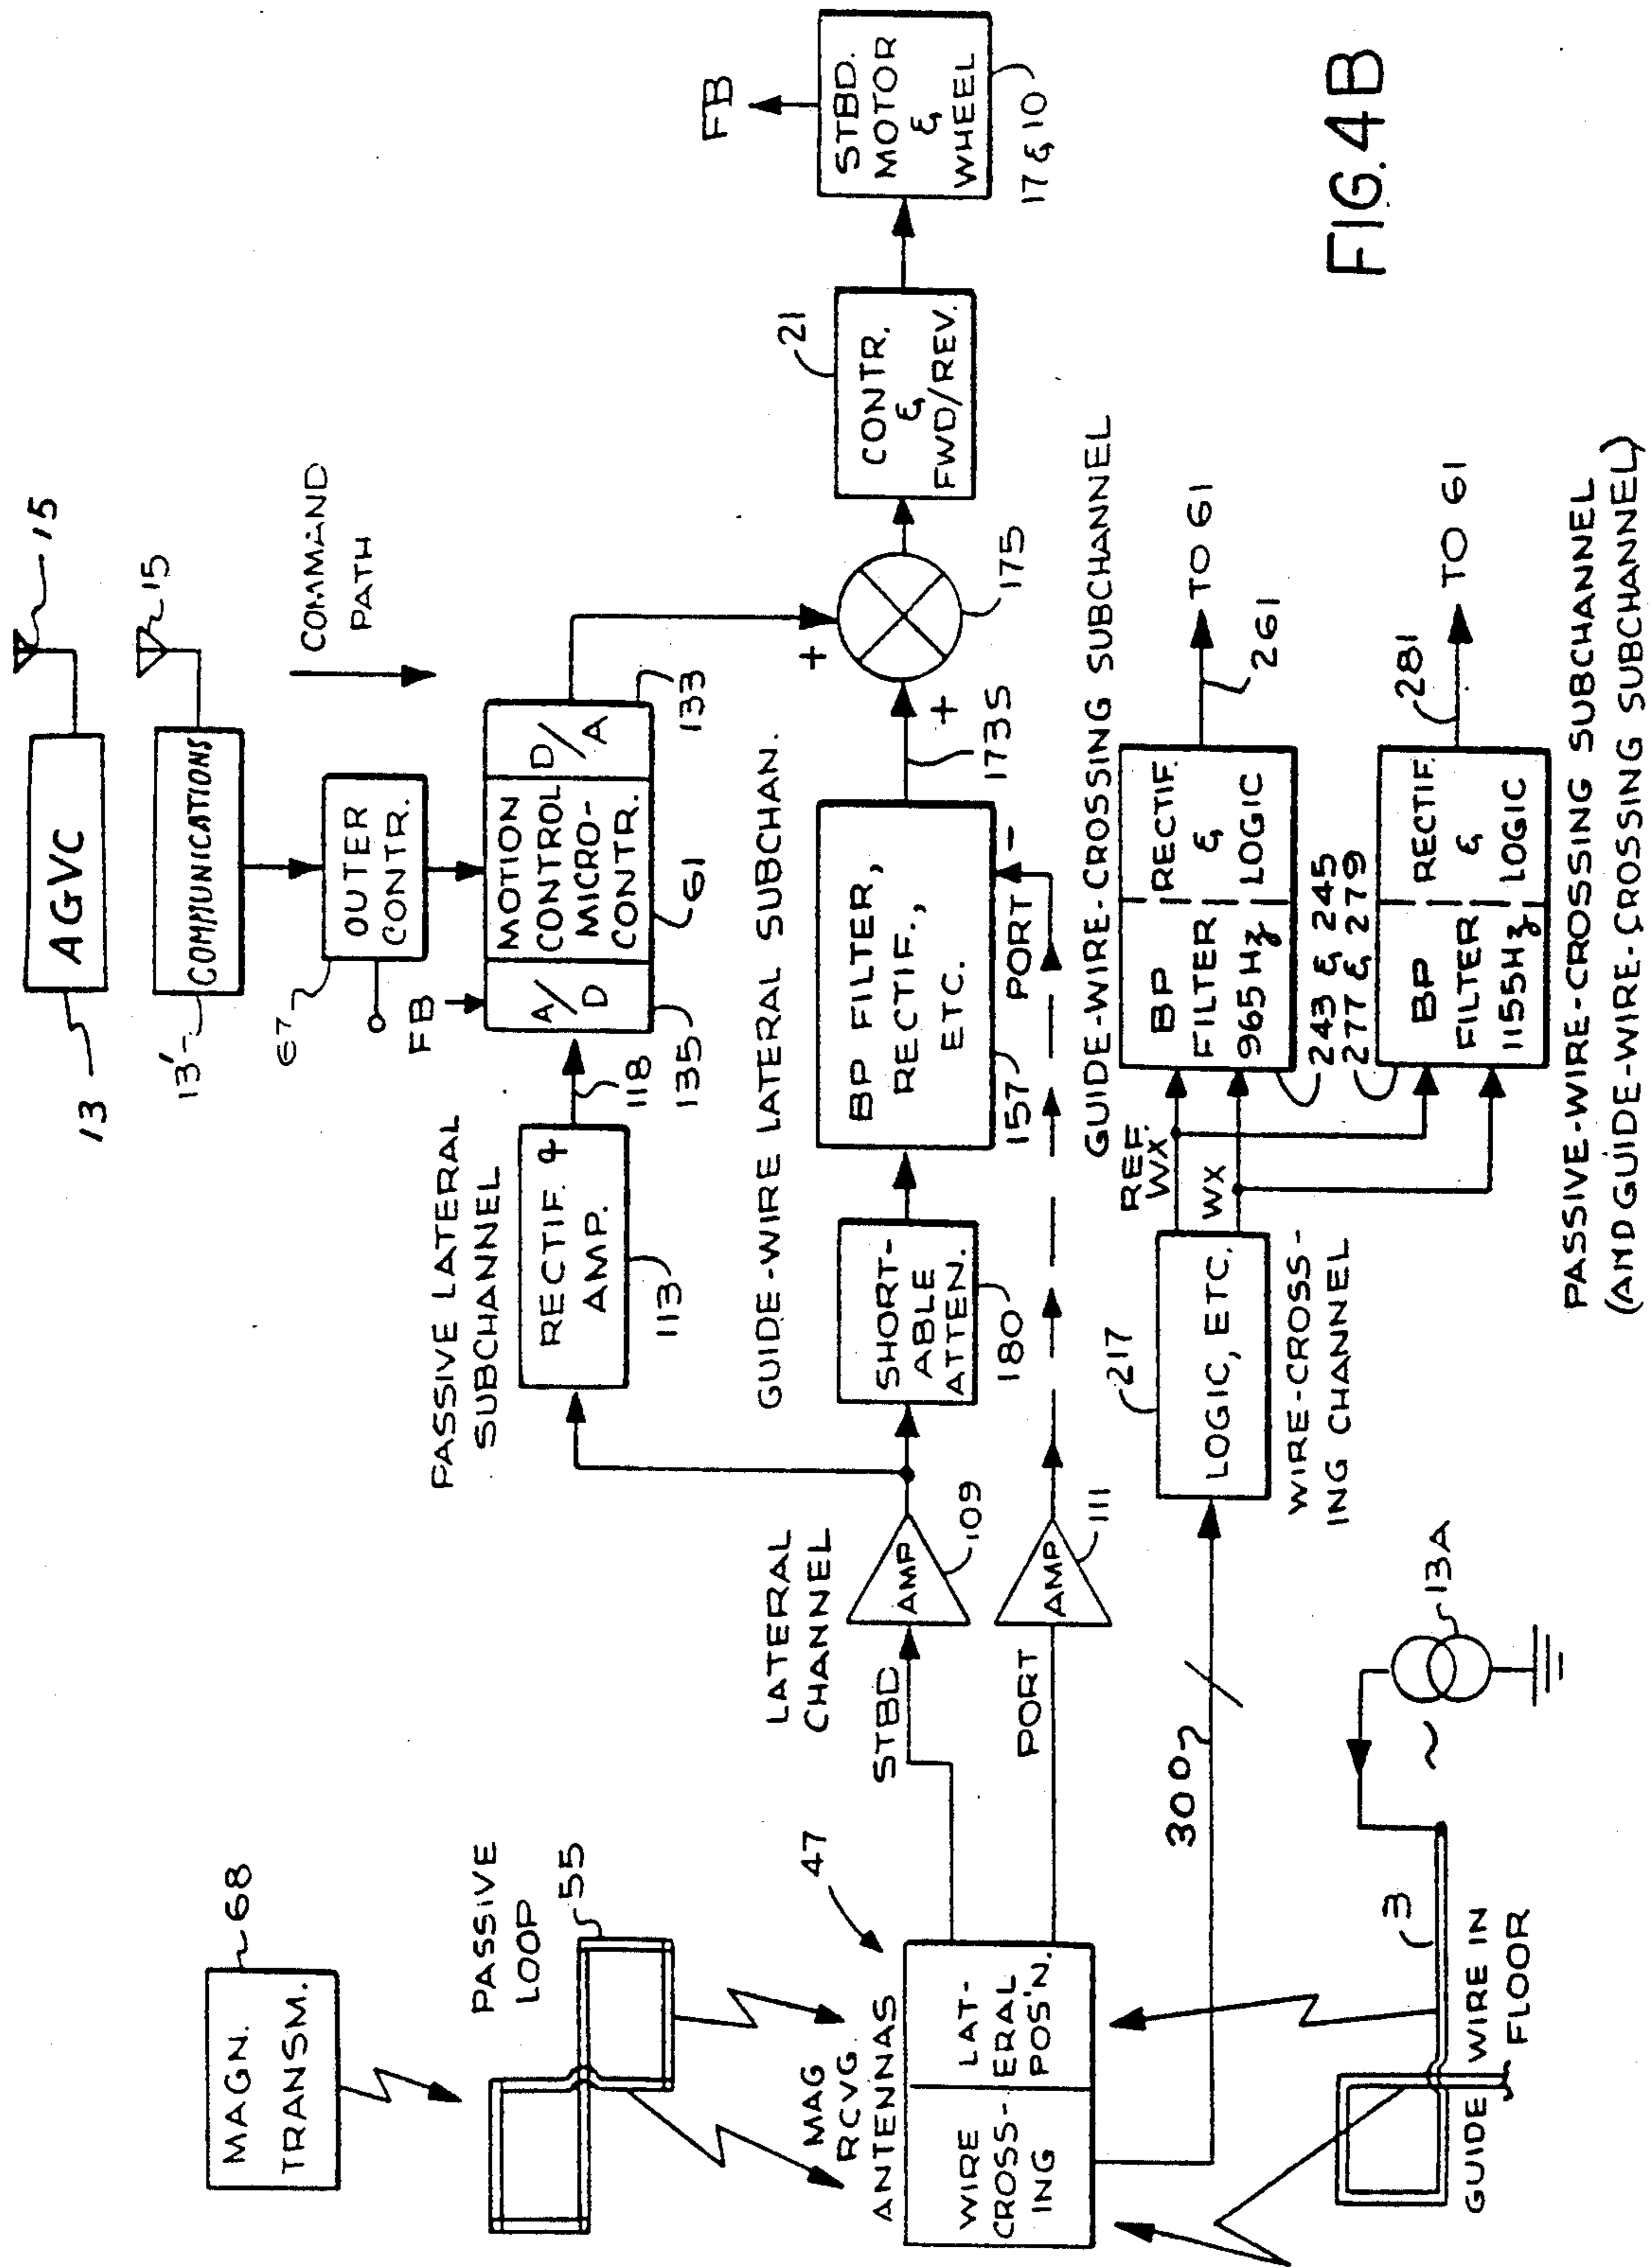 13
AGVC
15
13'
COMMUNICATIONS
15
67
OUTER
CONTR.
COMMAND
PATH
FB
A/D
MOTION
CONTROL
MICRO-
CONTR.
D/A
118
135
61
133
PASSIVE LATERAL
SUBCHANNEL
RECTIF. &
AMP.
113
MAGN.
TRANSM.
68
PASSIVE
LOOP
55
47
MAG
RCVG
ANTENNAS
WIRE
CROSS-
ING
LAT-
ERAL
POS'N.
LATERAL
CHANNEL
STBD
AMP
109
PORT
AMP
111
GUIDE-WIRE LATERAL SUBCHAN.
SHORT-
ABLE
ATTEN.
180
BP FILTER,
RECTIF.,
ETC.
157
PORT
-
173S
+
+
175
CONTR.
&
FWD/REV.
21
FB
STBD.
MOTOR
&
WHEEL
17 & 10
300
217
LOGIC, ETC.
WIRE-CROSS-
ING CHANNEL
REF.
WX
WX
GUIDE-WIRE-CROSSING SUBCHANNEL
BP
FILTER
965 Hz
RECTIF.
&
LOGIC
243 & 245
261
TO 61
277 & 279
BP
FILTER
1155Hz
RECTIF.
&
LOGIC
281
TO 61
PASSIVE-WIRE-CROSSING SUBCHANNEL
(AND GUIDE-WIRE-CROSSING SUBCHANNEL)
3
13A
~
GUIDE WIRE IN
FLOOR
FIG. 4B